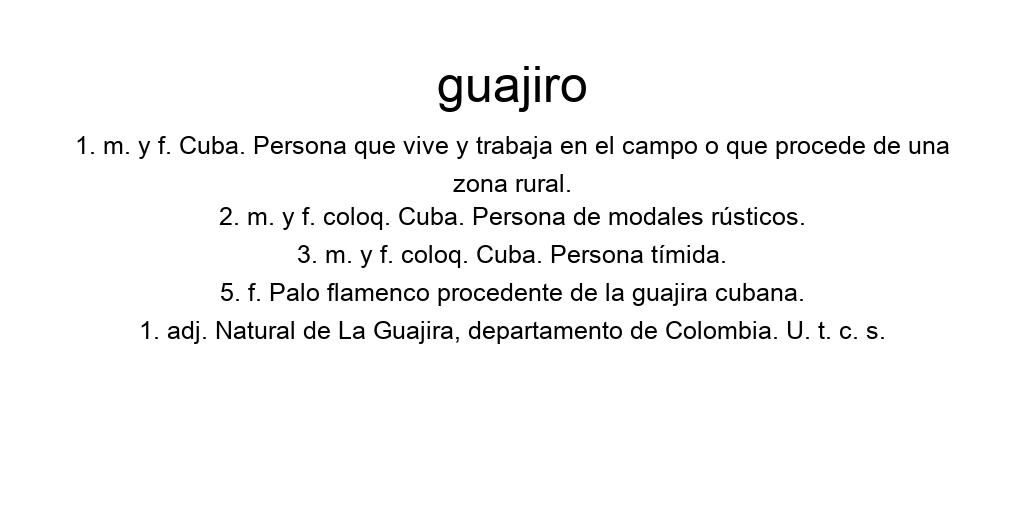 guajiro
1. m. y f. Cuba. Persona que vive y trabaja en el campo o que procede de una
zona rural.
2. m. y f. coloq. Cuba. Persona de modales rústicos.
3. m. y f. coloq. Cuba. Persona tímida.
5. f. Palo flamenco procedente de la guajira cubana.
1. adj. Natural de La Guajira, departamento de Colombia. U. t. c. s.